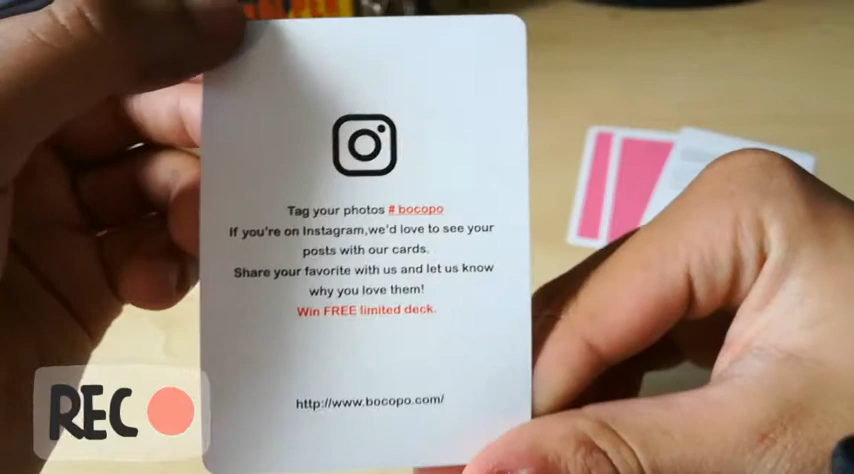 Tag your photos # bocopo
If you're on Instagram,we'd love to see your
posts with our cards.
Share your favorite with us and let us know
why you love them!
Win FREE limited deck.
http://www.bocopo.com/
REC